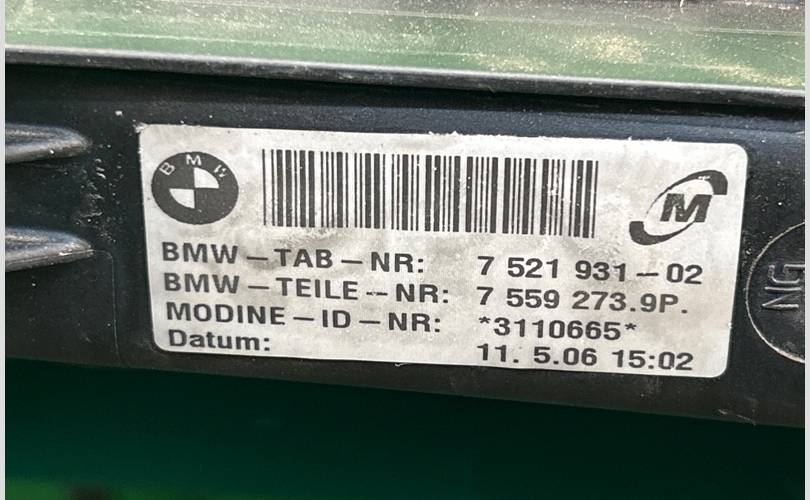 BMW
M
BMW-TAB-NR: 7 521 931-02
BMW-TEILE-NR: 7 559 273.9P.
MODINE-ID-NR: *3110665*
Datum: 11. 5.06 15:02
NG